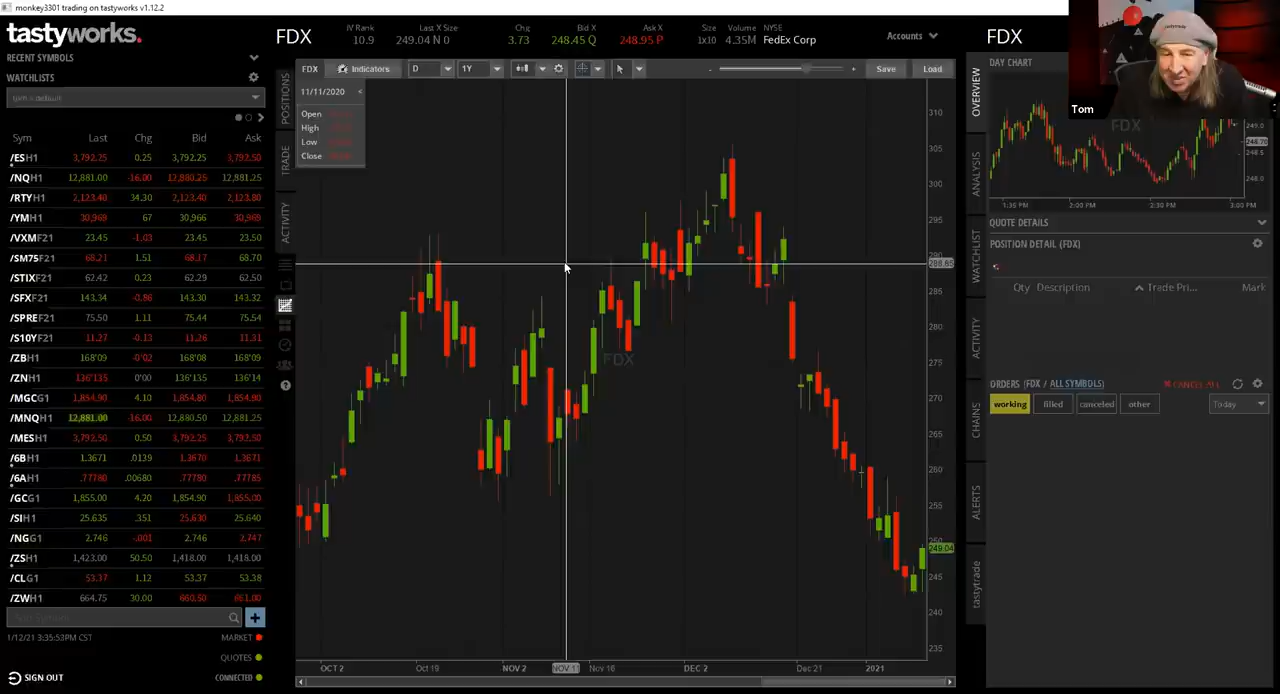 monkey3301 trading on tastyworks v1.12.2
tastyworks.
RECENT SYMBOLS
WATCHLISTS
Sym Last Chg Bid Ask
/ESH1 3,792.25 0.25 3,792.25 3,792.50
/NQH1 12,881.00 -16.00 13,880.25 12,881.25
/RTYH1 2,123.40 34.30 2,123.40 2,123.80
/YMH1 30,969 67 30,966 30,969
/VXMF21 23.45 -1.03 23.45 23.50
/SM75F21 68.21 1.51 68.17 68.70
/STIXF21 62.42 0.23 62.29 62.50
/SFXF21 143.34 -0.86 143.30 144.32
/SPREF21 75.50 1.11 75.44 75.54
/S10YF21 11.27 -0.13 11.26 11.31
/ZBH1 168'09 -0'02 168'08 168'09
/ZNH1 136'135 0'00 136'135 136'14
/MGCG1 1,854.90 4.10 1,854.80 1,854.90
/MNQH1 12,881.00 -16.00 12,880.50 12,881.25
/MESH1 3,792.50 0.50 3,792.25 3,792.50
/6BH1 1.3671 .0139 1.3670 1.3671
/6AH1 .77780 .00680 .77780 .77785
/GCG1 1,855.00 4.20 1,854.90 1,855.00
/SIH1 25.635 .351 25.630 25.640
/NGG1 2.746 -.001 2.746 2.747
/ZSH1 1,423.00 50.50 1,418.00 1,418.00
/CLG1 53.37 1.12 53.37 53.38
/ZWH1 664.75 30.00 660.50 661.00
1/12/21 3:35:53PM CST
MARKET
QUOTES
CONNECTED
SIGN OUT
POSITIONS
TRADE
ACTIVITY
FDX
IV Rank
10.9
Last X Size
249.04 N 0
Chg
3.73
Bid X
248.45 Q
Ask X
248.95 P
Size
1x10
Volume
4.35M
NYSE
FedEx Corp
Accounts
FDX Indicators D 1Y - + Save Load
11/11/2020 <
Open
High
Low
Close
FDX
310
305
300
295
290
285
280
275
270
265
260
255
249.04
245
240
235
OCT 2 Oct 19 NOV 2 NOV 11 Nov 16 DEC 2 Dec 21 2021
OVERVIEW
ANALYSIS
WATCHLIST
ACTIVITY
CHAINS
ALERTS
tastytrade
FDX
Tom
DAY CHART
FDX
249.0
248.70
248.5
248.0
1:35 PM 2:00 PM 2:30 PM 3:00 PM
QUOTE DETAILS
POSITION DETAIL (FDX)
Qty Description Trade Pri... Mark
ORDERS (FDX / ALL SYMBOLS) CANCEL ALL
working filled canceled other Today